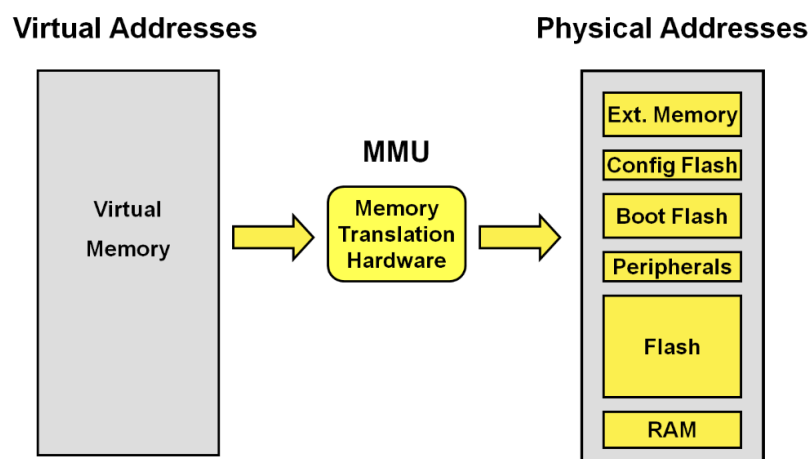 Virtual Addresses
Physical Addresses
Virtual
Memory
MMU
Memory
Translation
Hardware
Ext. Memory
Config Flash
Boot Flash
Peripherals
Flash
RAM